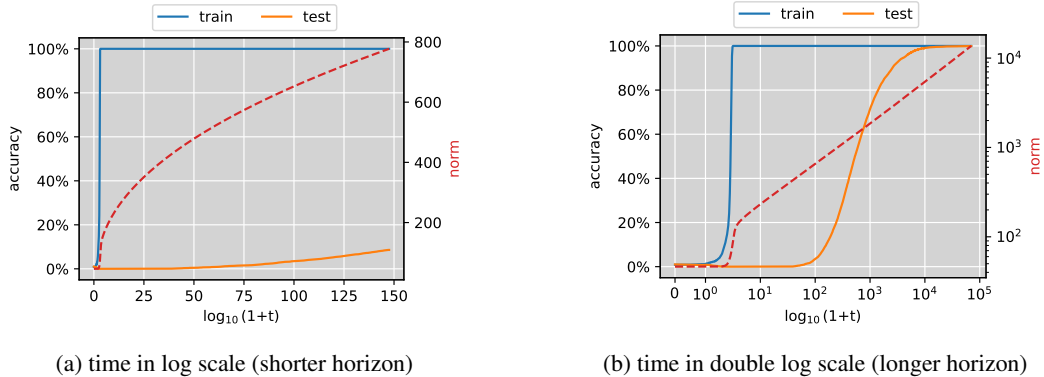 train test
100%
80%
60%
40%
20%
0%
accuracy
780
600
400
200
norm
0 25 50 75 100 125 150
log₁₀ (1+t)
(a) time in log scale (shorter horizon)
train test
100%
80%
60%
40%
20%
0%
accuracy
10⁴
10³
10²
norm
0 10⁰ 10¹ 10² 10³ 10⁴ 10⁵
log₁₀ (1+t)
(b) time in double log scale (longer horizon)